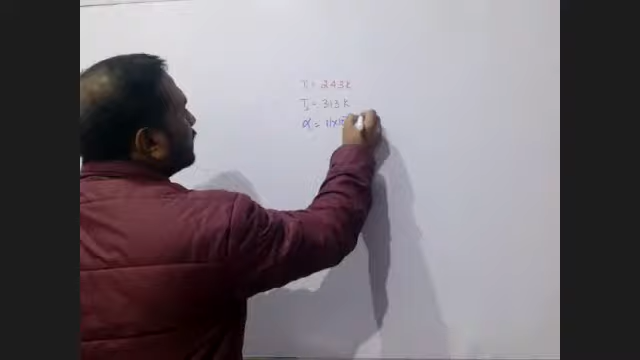 T₁ = 243 K
T₂ = 313 K
α = 11×10